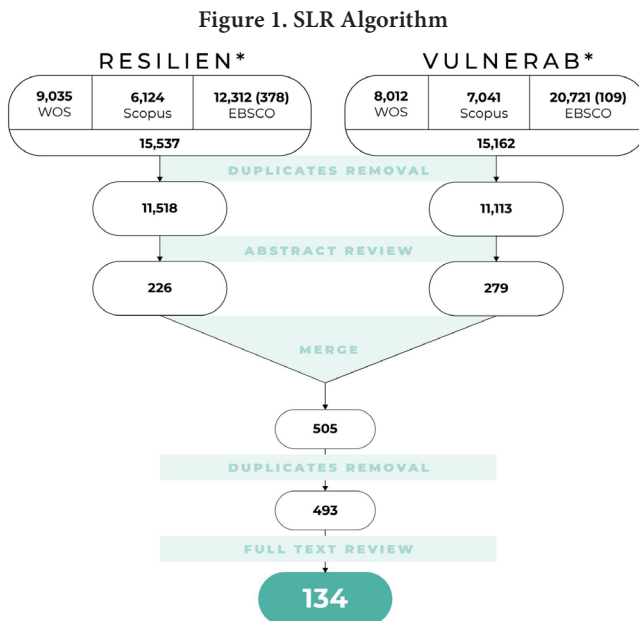 Figure 1. SLR Algorithm
RESILIEN*
VULNERAB*
9,035 6,124 12,312 (378)
WOS Scopus EBSCO
15,537
8,012 7,041 20,721 (109)
WOS Scopus EBSCO
15,162
DUPLICATES REMOVAL
11,518
11,113
ABSTRACT REVIEW
226
279
MERGE
505
DUPLICATES REMOVAL
493
FULL TEXT REVIEW
134